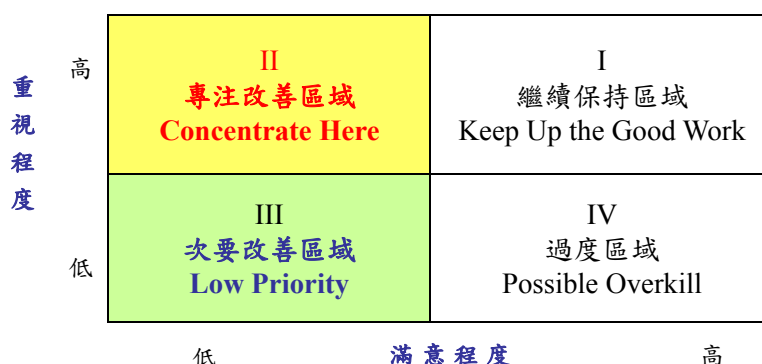 重視程度
高
II
專注改善區域
Concentrate Here
I
繼續保持區域
Keep Up the Good Work
低
III
次要改善區域
Low Priority
IV
過度區域
Possible Overkill
低
滿意程度
高